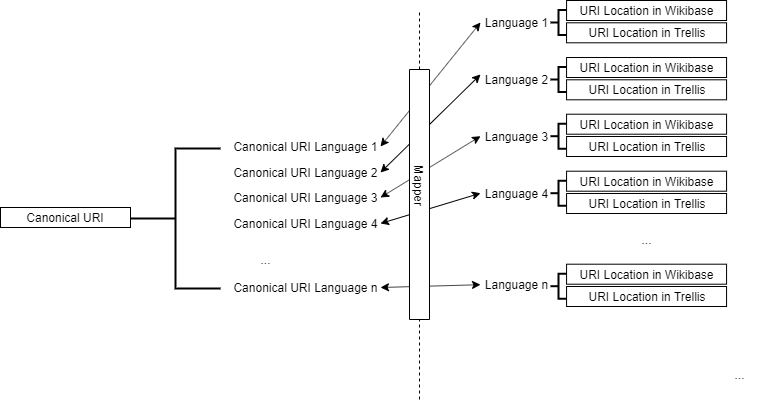 Canonical URI
Canonical URI Language 1
Canonical URI Language 2
Canonical URI Language 3
Canonical URI Language 4
...
Canonical URI Language n
Mapper
Language 1
URI Location in Wikibase
URI Location in Trellis
Language 2
URI Location in Wikibase
URI Location in Trellis
Language 3
URI Location in Wikibase
URI Location in Trellis
Language 4
URI Location in Wikibase
URI Location in Trellis
...
Language n
URI Location in Wikibase
URI Location in Trellis
...